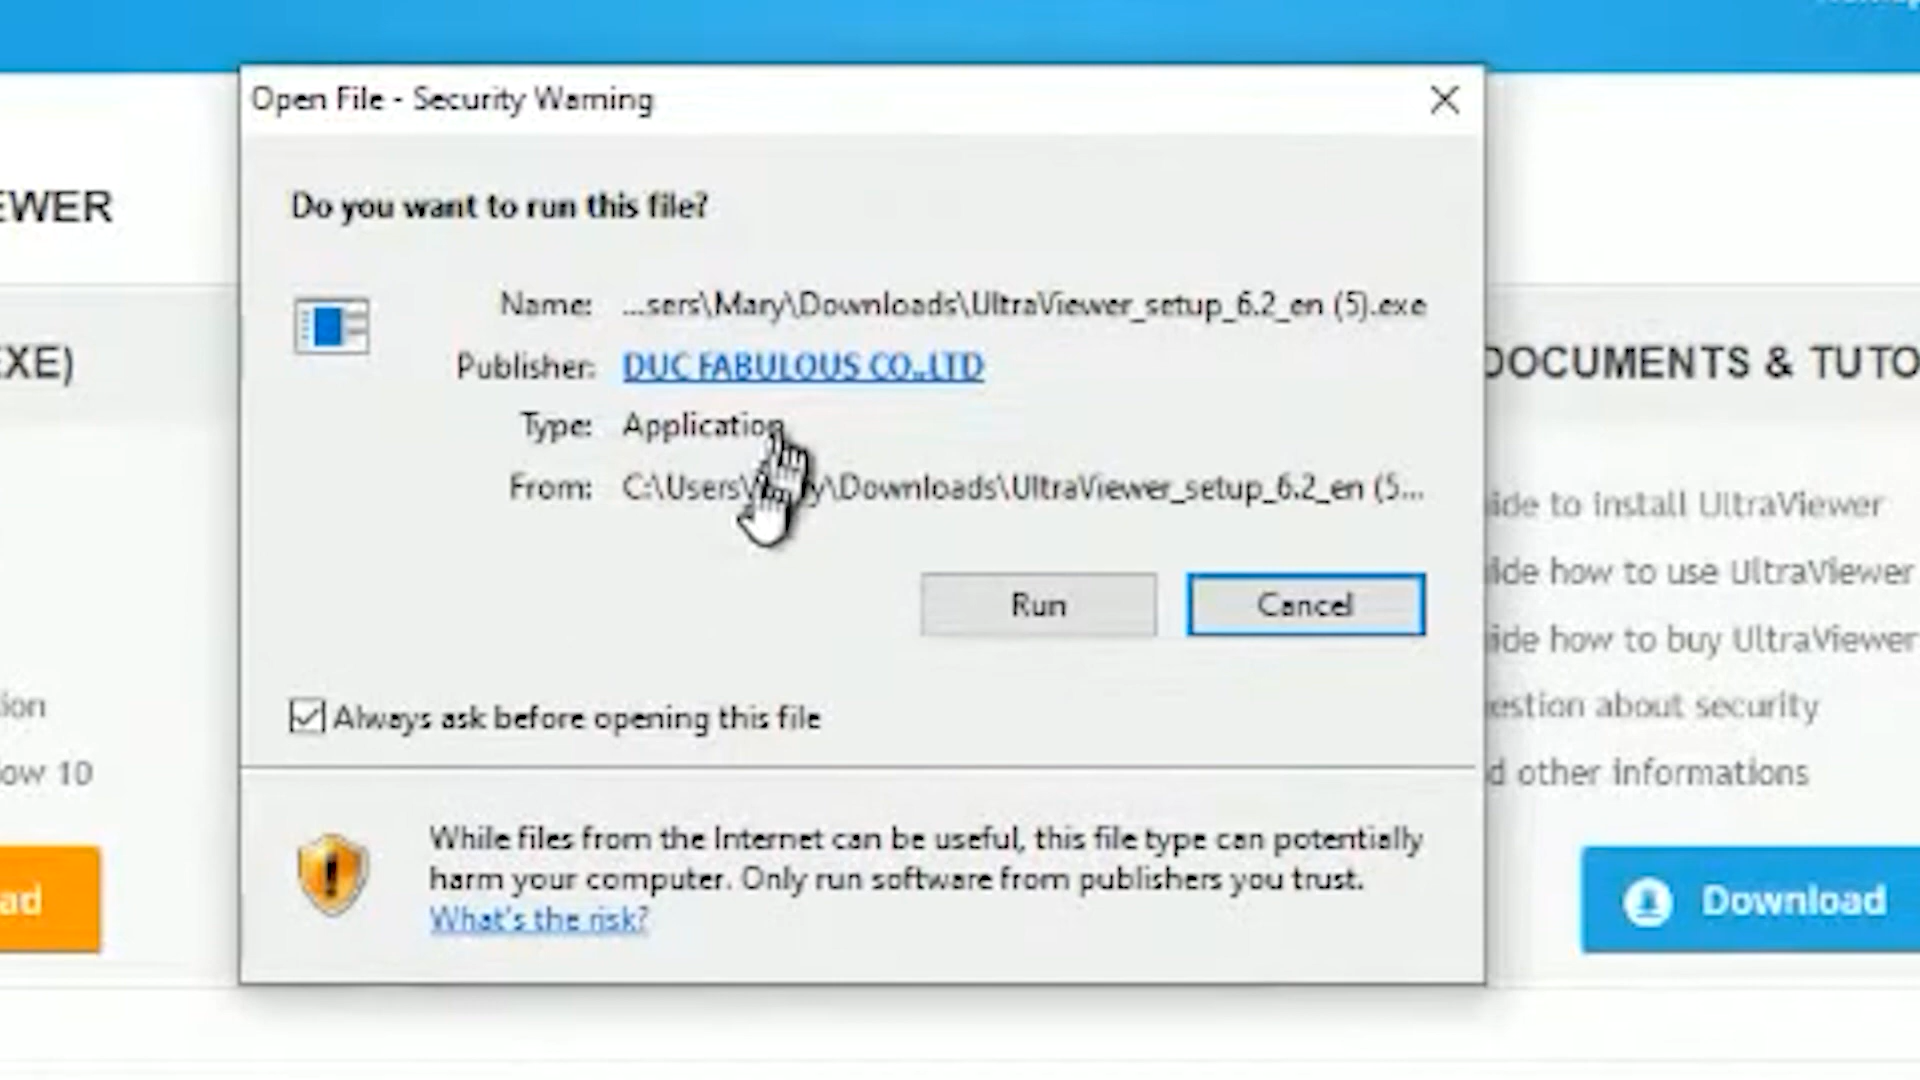 Open File - Security Warning
EWER
Do you want to run this file?
Name: ...sers\Mary\Downloads\UltraViewer_setup_6.2_en (5).exe
XE)
Publisher: DUC FABULOUS CO.,LTD
DOCUMENTS & TUTO
Type: Application
From: C:\Users\ y\Downloads\UltraViewer_setup_6.2_en (5...
ide to install UltraViewer
ide how to use UltraViewer
Run
Cancel
ide how to buy UltraViewer
ion
Always ask before opening this file
estion about security
ow 10
d other informations
While files from the Internet can be useful, this file type can potentially
harm your computer. Only run software from publishers you trust.
What's the risk?
ad
Download